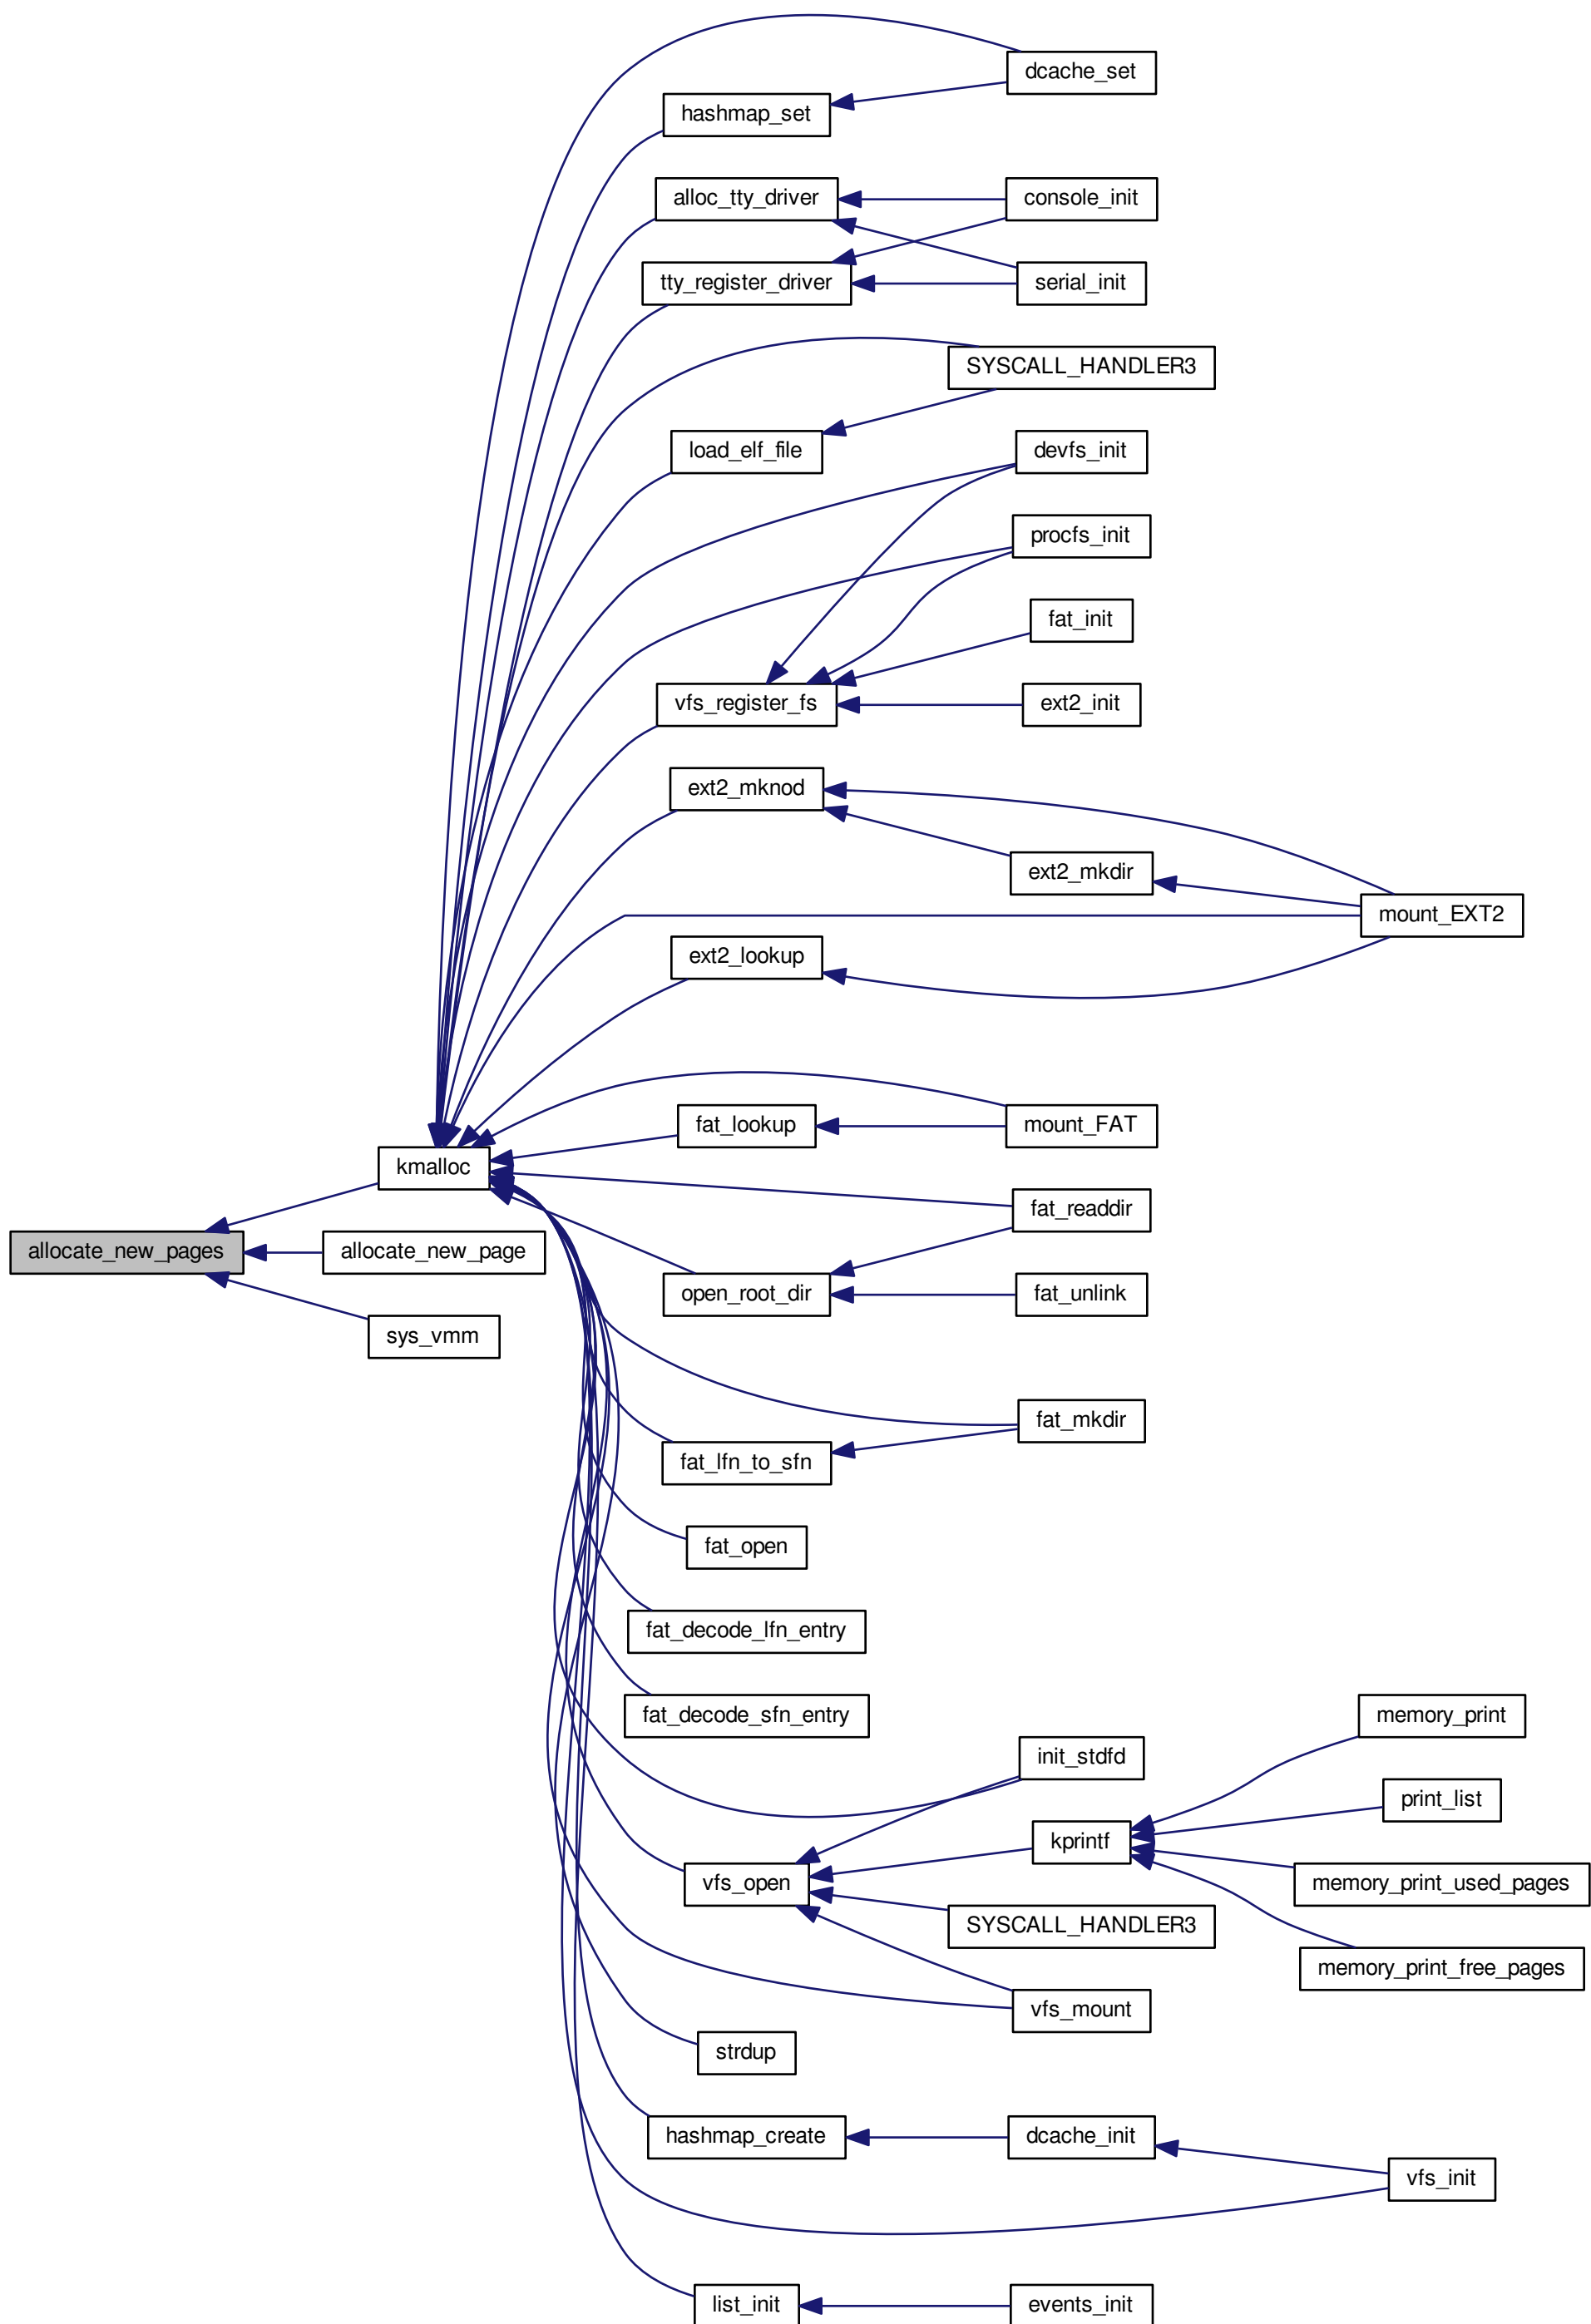 dcache_set
hashmap_set
alloc_tty_driver
console_init
tty_register_driver
serial_init
SYSCALL_HANDLER3
load_elf_file
devfs_init
procfs_init
fat_init
vfs_register_fs
ext2_init
ext2_mknod
ext2_mkdir
mount_EXT2
ext2_lookup
fat_lookup
mount_FAT
kmalloc
fat_readdir
allocate_new_pages
allocate_new_page
open_root_dir
fat_unlink
sys_vmm
fat_mkdir
fat_lfn_to_sfn
fat_open
fat_decode_lfn_entry
fat_decode_sfn_entry
memory_print
init_stdfd
print_list
kprintf
vfs_open
memory_print_used_pages
SYSCALL_HANDLER3
memory_print_free_pages
vfs_mount
strdup
hashmap_create
dcache_init
vfs_init
list_init
events_init